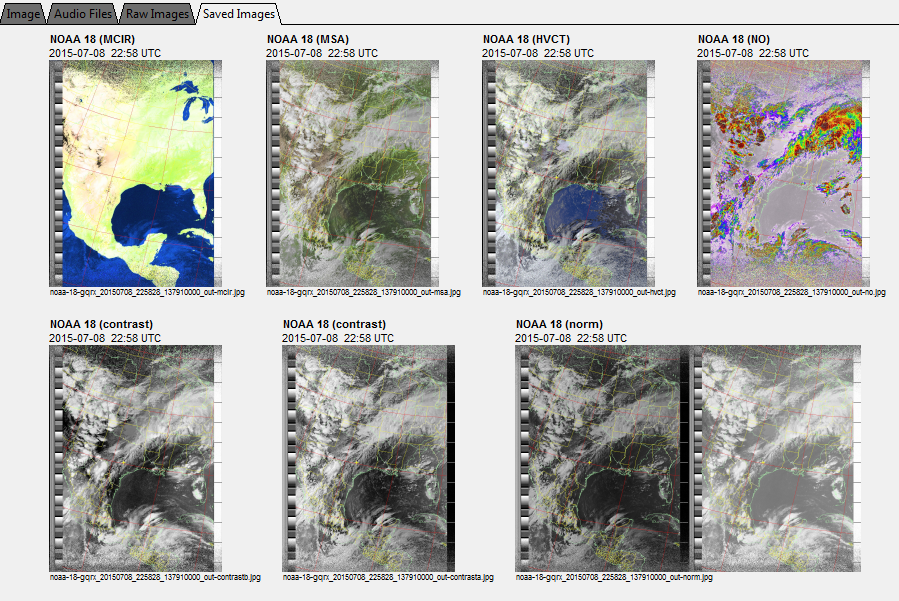 Image Audio Files Raw Images Saved Images
NOAA 18 (MCIR) NOAA 18 (MSA) NOAA 18 (HVCT) NOAA 18 (NO)
2015-07-08 22:58 UTC 2015-07-08 22:58 UTC 2015-07-08 22:58 UTC 2015-07-08 22:58 UTC
noaa-18-gqrx_20150708_225828_137910000_out-mcir.jpg noaa-18-gqrx_20150708_225828_137910000_out-msa.jpg noaa-18-gqrx_20150708_225828_137910000_out-hvct.jpg noaa-18-gqrx_20150708_225828_137910000_out-no.jpg
NOAA 18 (contrast) NOAA 18 (contrast) NOAA 18 (norm)
2015-07-08 22:58 UTC 2015-07-08 22:58 UTC 2015-07-08 22:58 UTC
noaa-18-gqrx_20150708_225828_137910000_out-contrastb.jpg noaa-18-gqrx_20150708_225828_137910000_out-contrasta.jpg noaa-18-gqrx_20150708_225828_137910000_out-norm.jpg